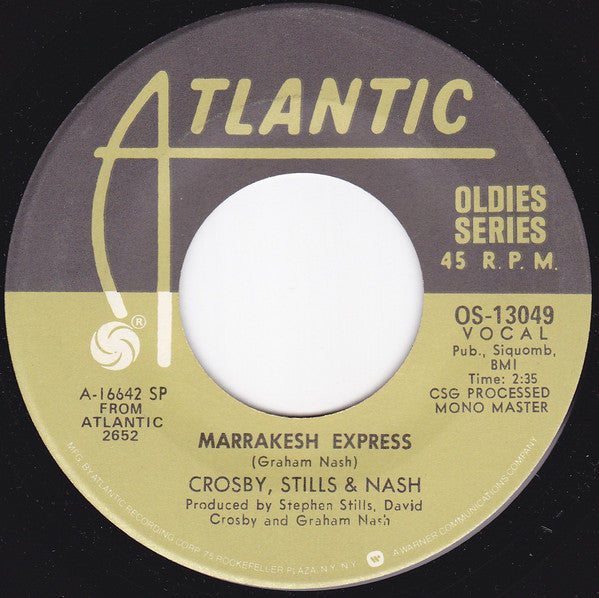 ATLANTIC
OLDIES
SERIES
45 R.P.M.
®
OS-13049
VOCAL
Pub., Siquomb,
BMI
Time: 2:35
CSG PROCESSED
MONO MASTER
A-16642 SP
FROM
ATLANTIC
2652
MARRAKESH EXPRESS
(Graham Nash)
CROSBY, STILLS & NASH
Produced by Stephen Stills, David
Crosby and Graham Nash
MFG. BY ATLANTIC RECORDING CORP. 75 ROCKEFELLER PLAZA, N.Y. N.Y. A WARNER COMMUNICATIONS COMPANY